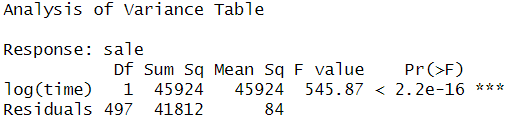 Analysis of Variance Table
Response: sale
Df Sum Sq Mean Sq F value Pr(>F)
log(time) 1 45924 45924 545.87 < 2.2e-16 ***
Residuals 497 41812 84